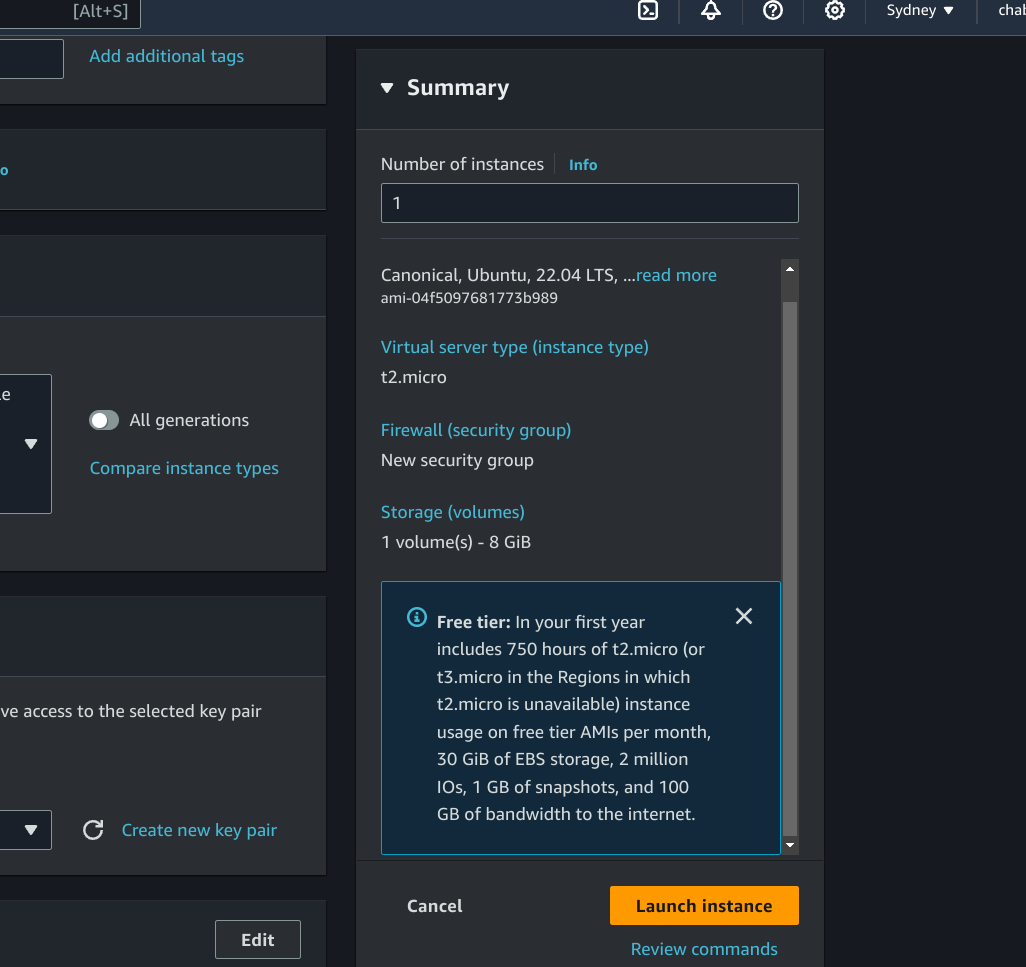 [Alt+S]
Sydney
Add additional tags
Summary
Number of instances
Info
1
Canonical, Ubuntu, 22.04 LTS, ...read more
ami-04f5097681773b989
Virtual server type (instance type)
t2.micro
All generations
Firewall (security group)
New security group
Compare instance types
Storage (volumes)
1 volume(s) - 8 GiB
Free tier: In your first year
includes 750 hours of t2.micro (or
t3.micro in the Regions in which
t2.micro is unavailable) instance
usage on free tier AMIs per month,
30 GiB of EBS storage, 2 million
IOs, 1 GB of snapshots, and 100
GB of bandwidth to the internet.
ve access to the selected key pair
Create new key pair
Cancel
Launch instance
Edit
Review commands